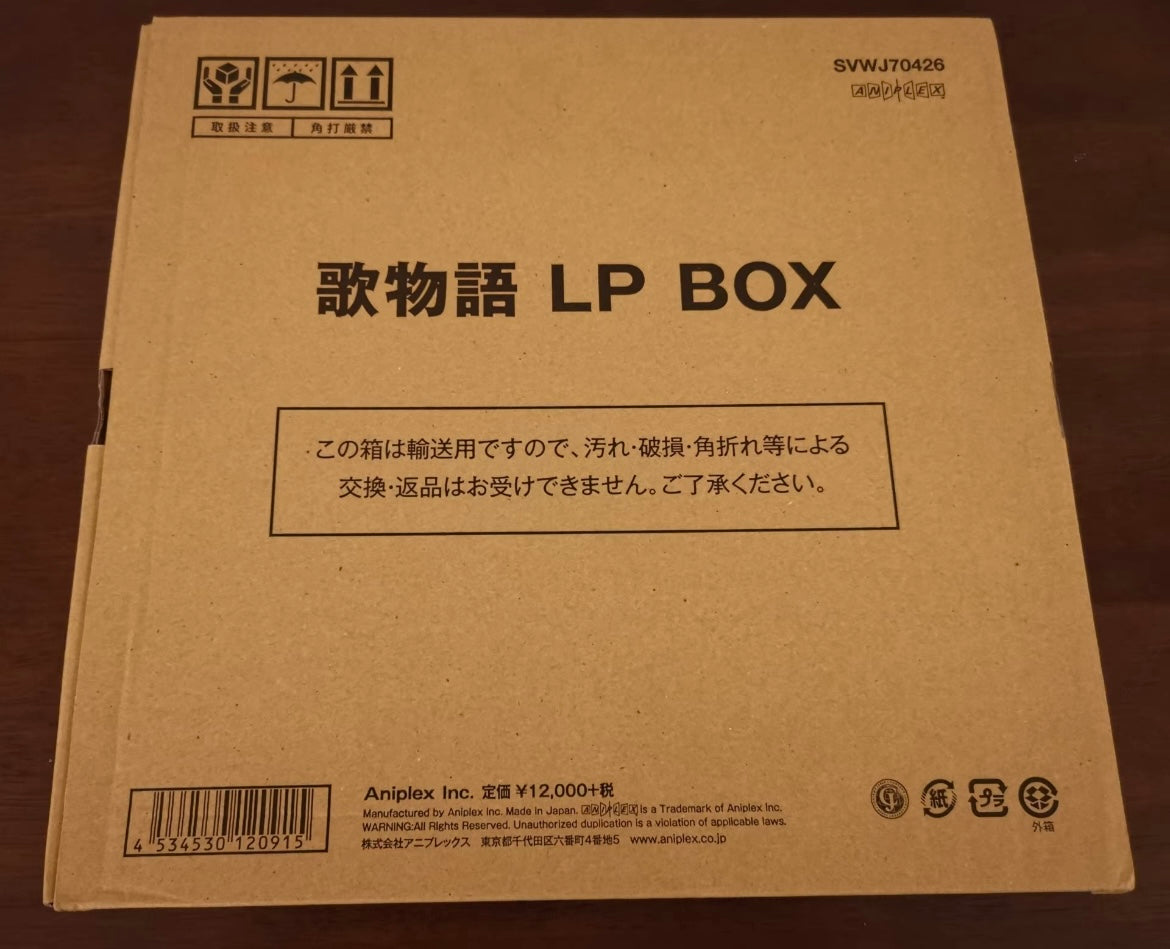 SVWJ70426
ANIPLEX
取扱注意 角打厳禁
歌物語 LP BOX
この箱は輸送用ですので、汚れ・破損・角折れ等による
交換・返品はお受けできません。ご了承ください。
Aniplex Inc. 定価 ¥12,000+税
Manufactured by Aniplex Inc. Made in Japan. ANIPLEX is a Trademark of Aniplex Inc.
WARNING:All Rights Reserved. Unauthorized duplication is a violation of applicable laws.
株式会社アニプレックス 東京都千代田区六番町4番地5 www.aniplex.co.jp
4 534530 120915
紙
プラ
外箱